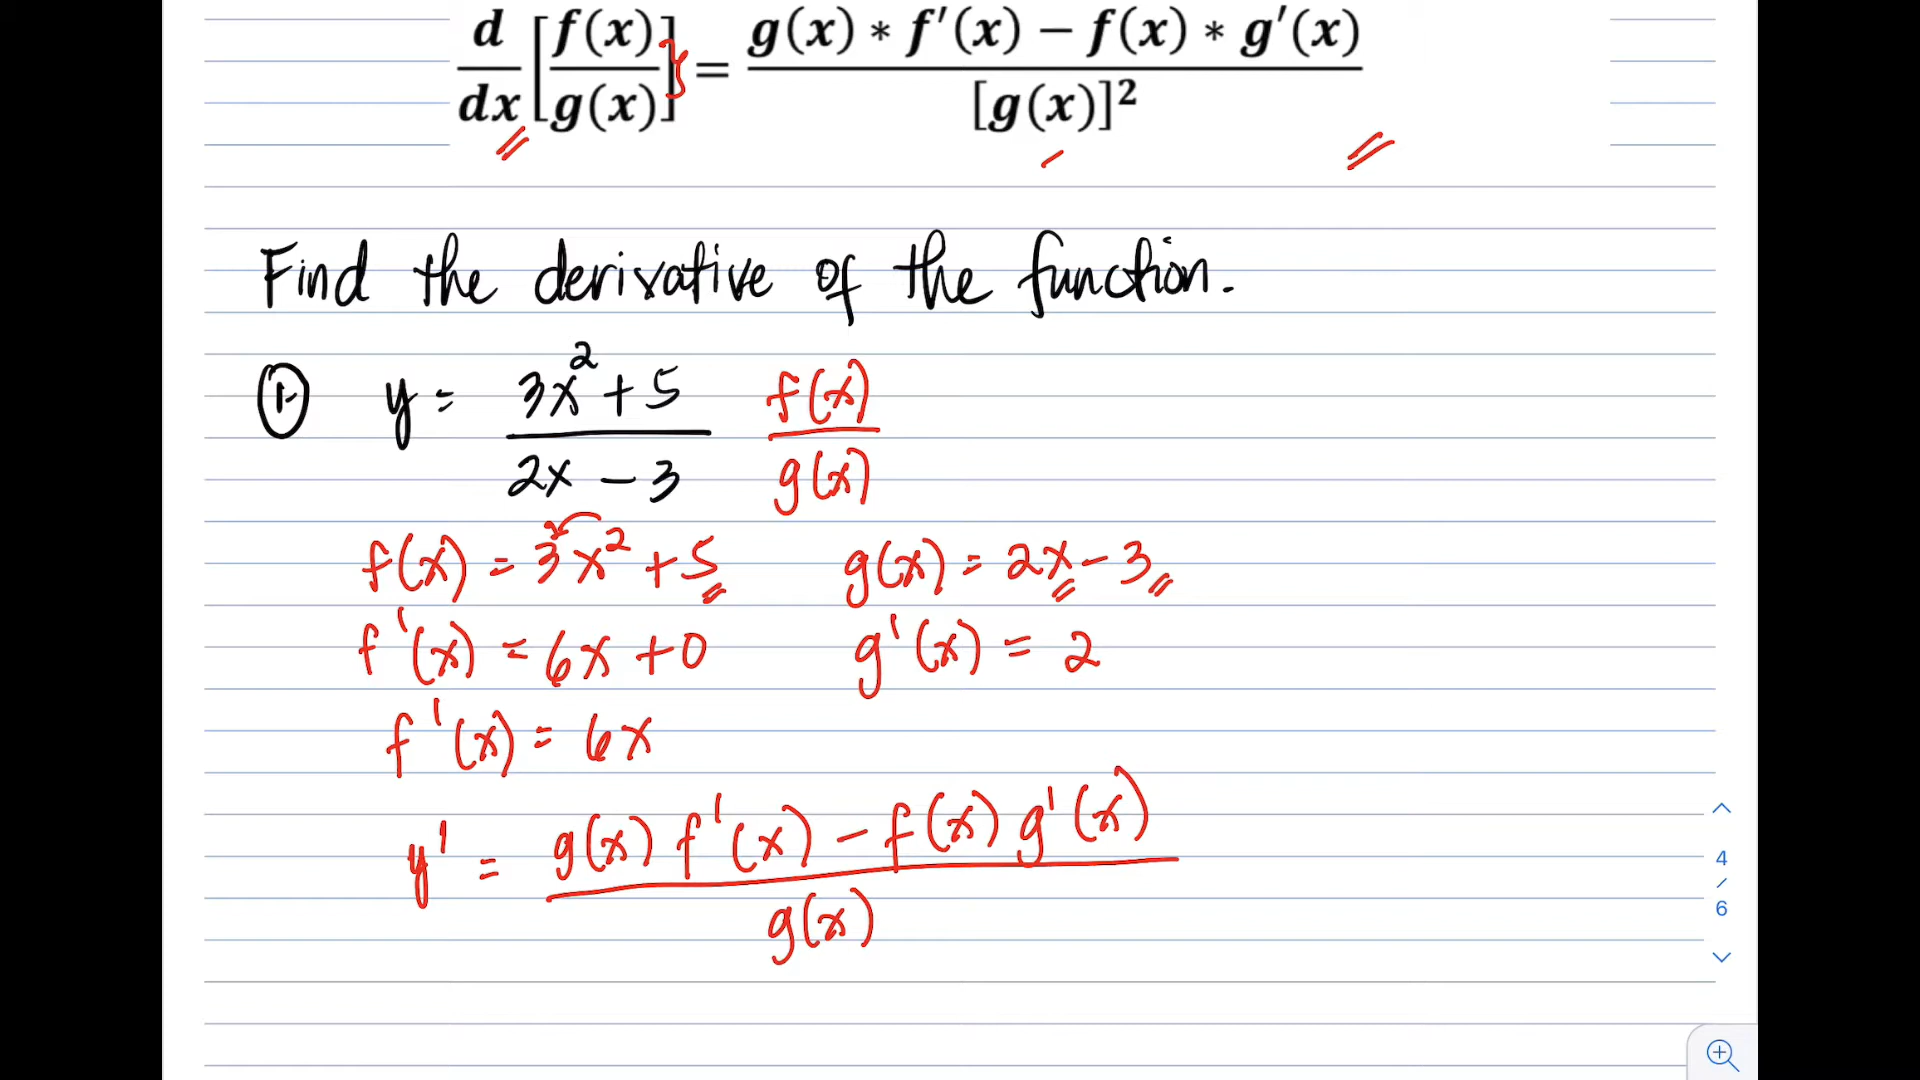 d/dx [f(x)/g(x)] = (g(x) * f′(x) − f(x) * g′(x))/[g(x)]²
Find the derivative of the function.
1. y = (3x² + 5)/(2x − 3) f(x)/g(x)
f(x) = 3x² + 5 g(x) = 2x − 3
f'(x) = 6x + 0 g'(x) = 2
f'(x) = 6x
y' = (g(x) f'(x) − f(x) g'(x))/g(x)
4
/
6